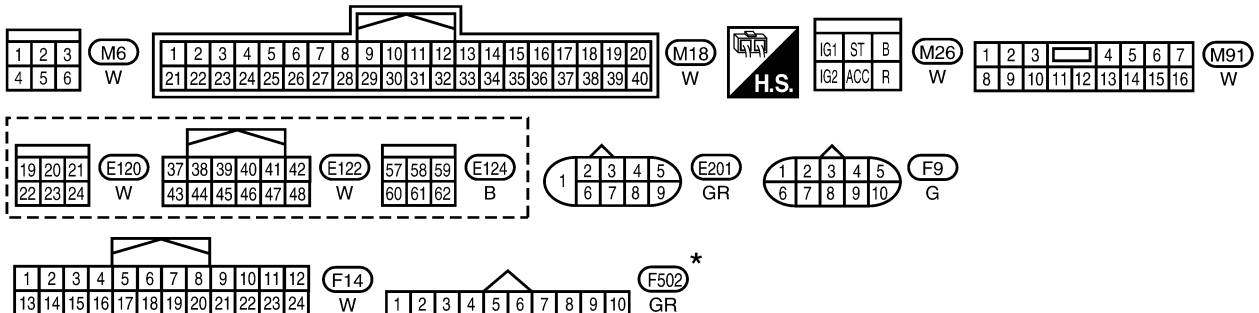 1 2 3 M6
4 5 6 W
1 2 3 4 5 6 7 8 9 10 11 12 13 14 15 16 17 18 19 20 M18
21 22 23 24 25 26 27 28 29 30 31 32 33 34 35 36 37 38 39 40 W
H.S.
IG1 ST B M26
IG2 ACC R W
1 2 3 4 5 6 7 M91
8 9 10 11 12 13 14 15 16 W
19 20 21 E120
22 23 24 W
37 38 39 40 41 42 E122
43 44 45 46 47 48 W
57 58 59 E124
60 61 62 B
1 2 3 4 5 E201
6 7 8 9 GR
1 2 3 4 5 F9
6 7 8 9 10 G
1 2 3 4 5 6 7 8 9 10 11 12 F14
13 14 15 16 17 18 19 20 21 22 23 24 W
F502 *
1 2 3 4 5 6 7 8 9 10 GR